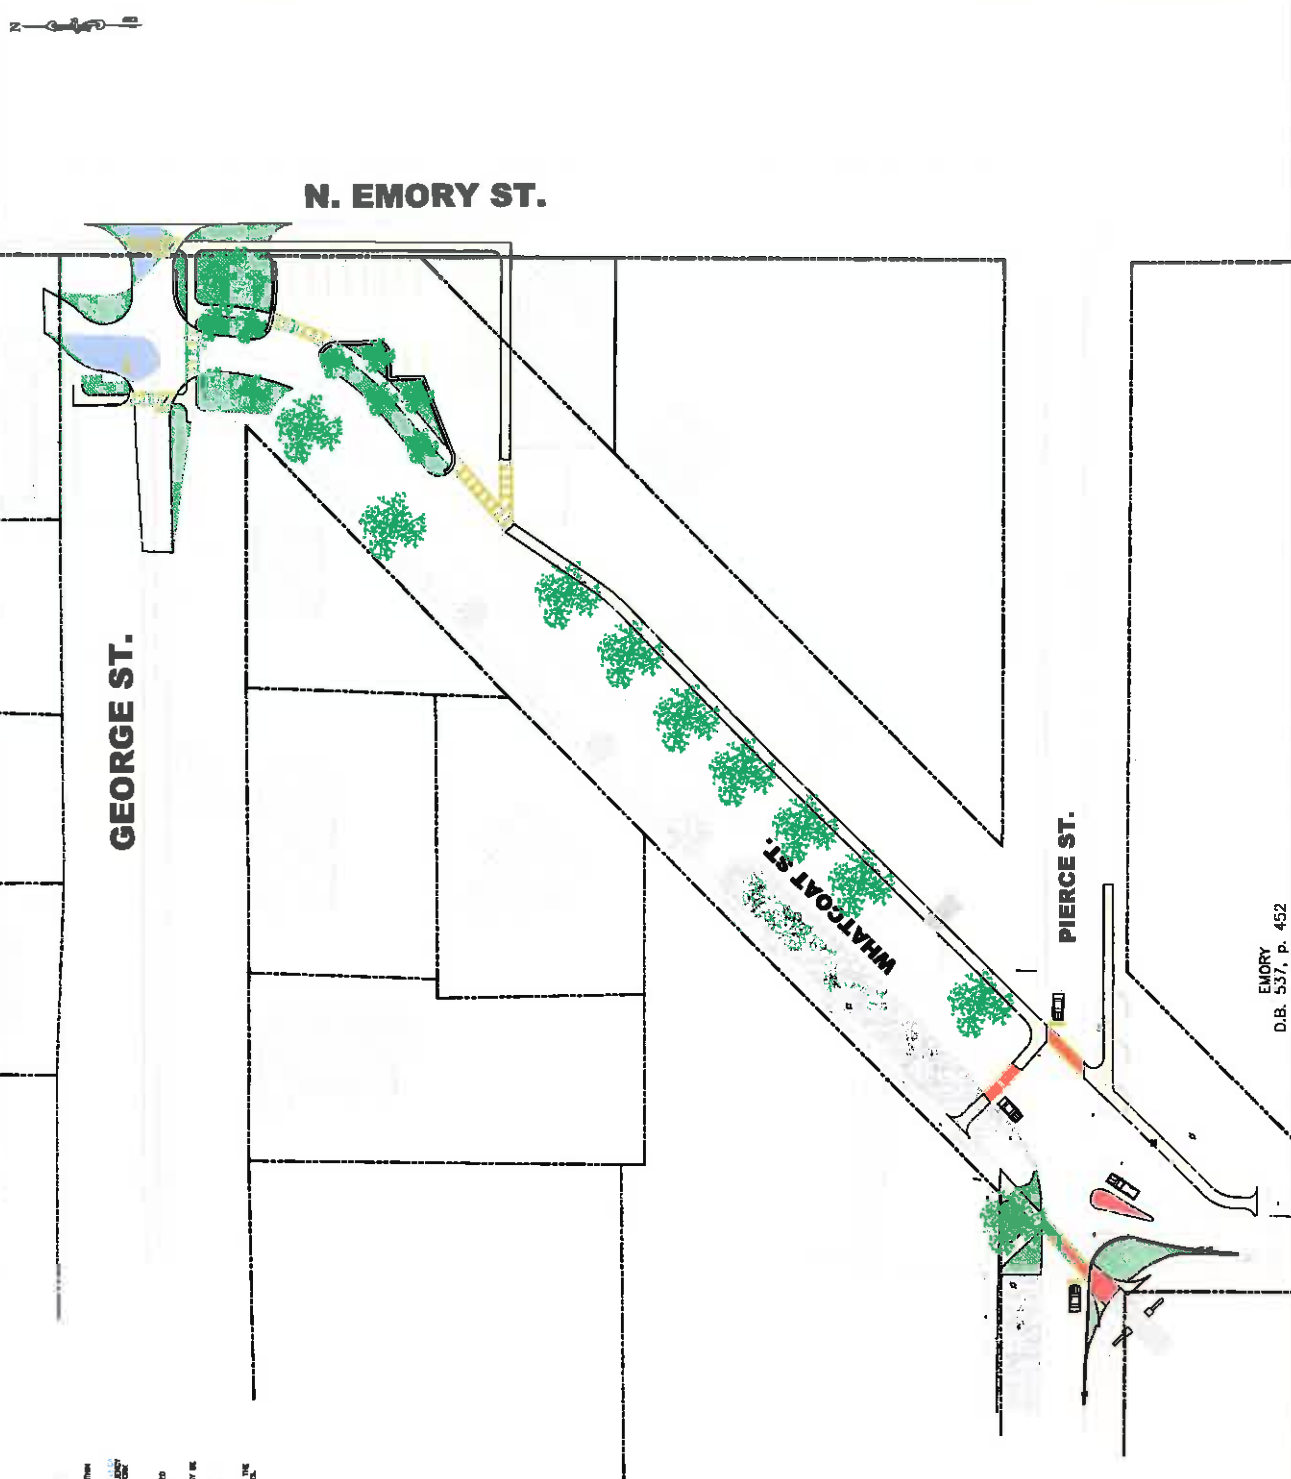 N
N. EMORY ST.
GEORGE ST.
WHATCOAT ST.
PIERCE ST.
EMORY
D.B. 537, p. 452